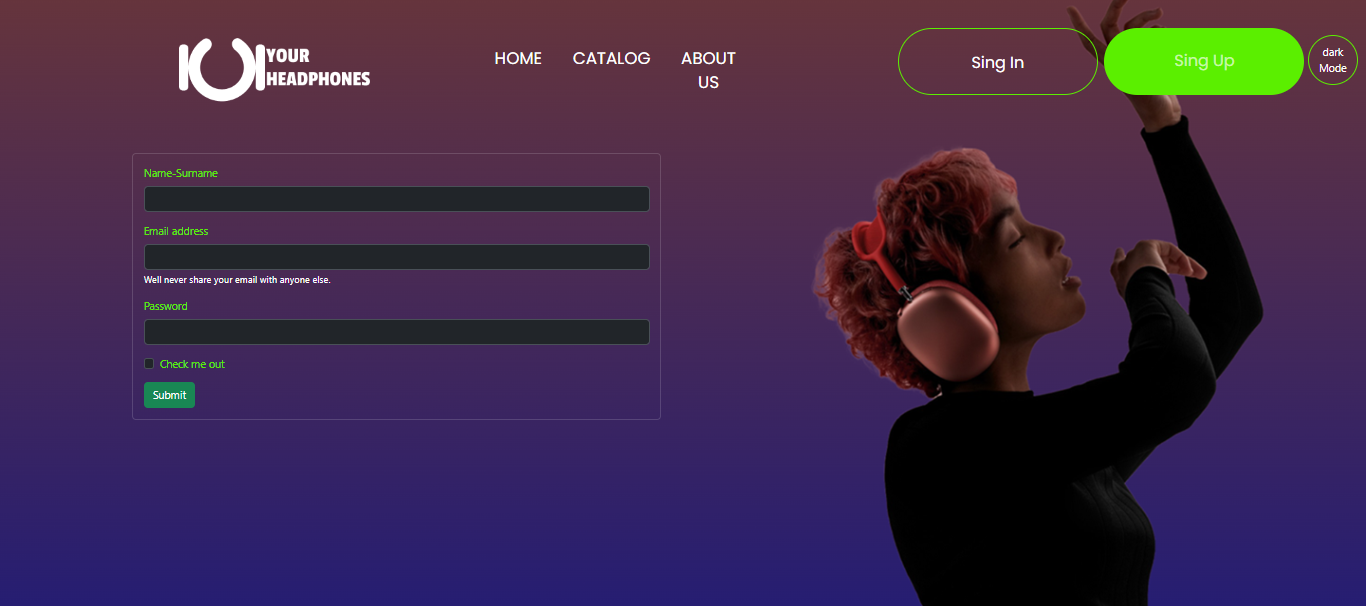 YOUR
HEADPHONES
HOME
CATALOG
ABOUT
US
Sing In
Sing Up
dark
Mode
Name-Surname
Email address
Well never share your email with anyone else.
Password
Check me out
Submit